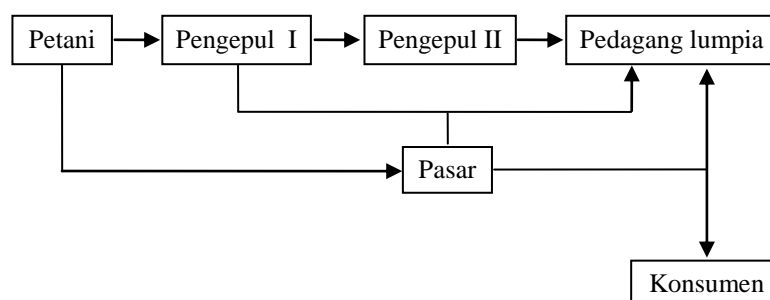 Petani
Pengepul I
Pengepul II
Pedagang lumpia
Pasar
Konsumen